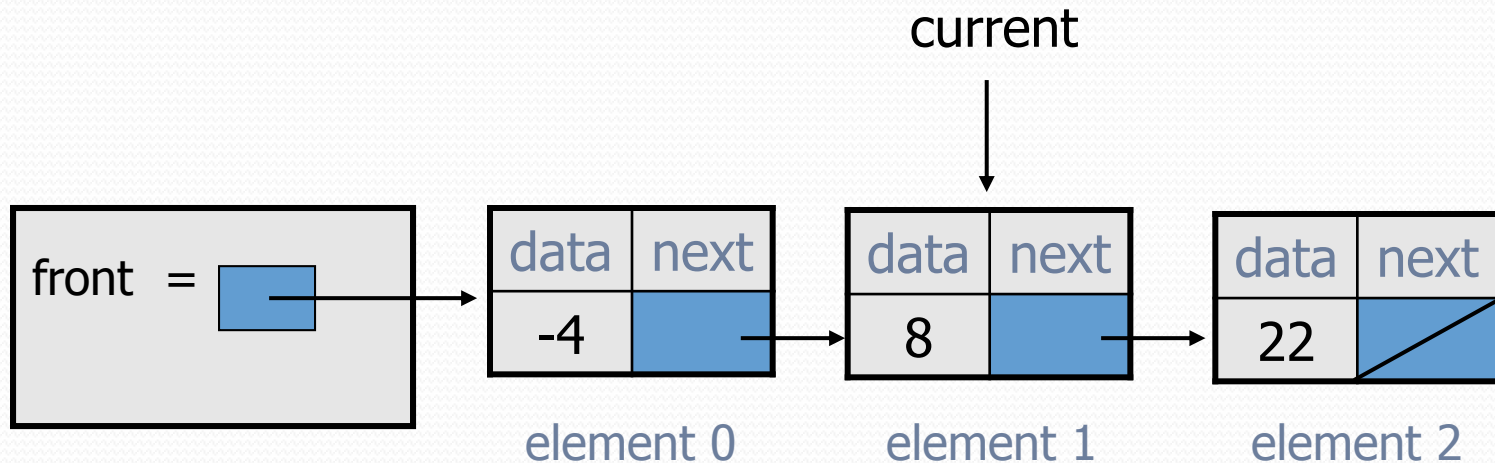 current
front =
data next
-4
element 0
data next
8
element 1
data next
22
element 2